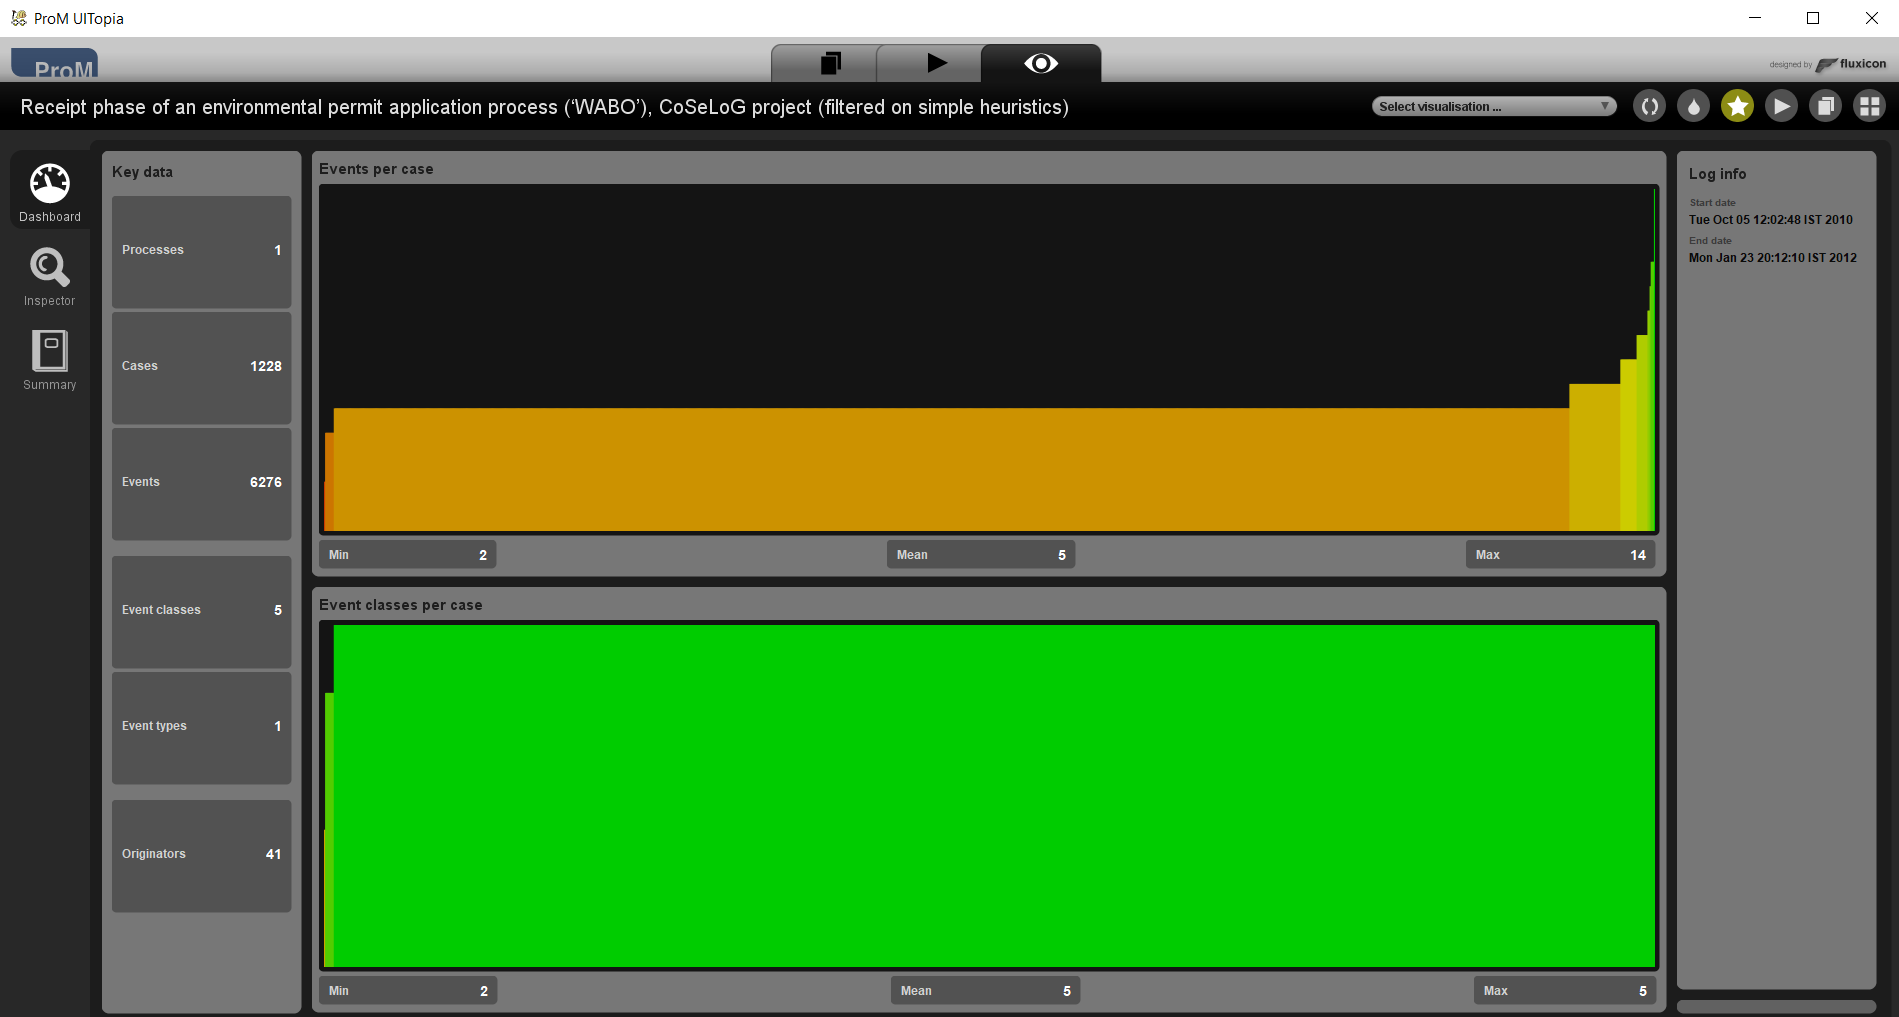 ProM UITopia
ProM
designed by fluxicon
Receipt phase of an environmental permit application process (‘WABO’), CoSeLoG project (filtered on simple heuristics)
Select visualisation ...
Dashboard
Inspector
Summary
Key data
Processes 1
Cases 1228
Events 6276
Event classes 5
Event types 1
Originators 41
Events per case
Min 2
Mean 5
Max 14
Event classes per case
Min 2
Mean 5
Max 5
Log info
Start date
Tue Oct 05 12:02:48 IST 2010
End date
Mon Jan 23 20:12:10 IST 2012